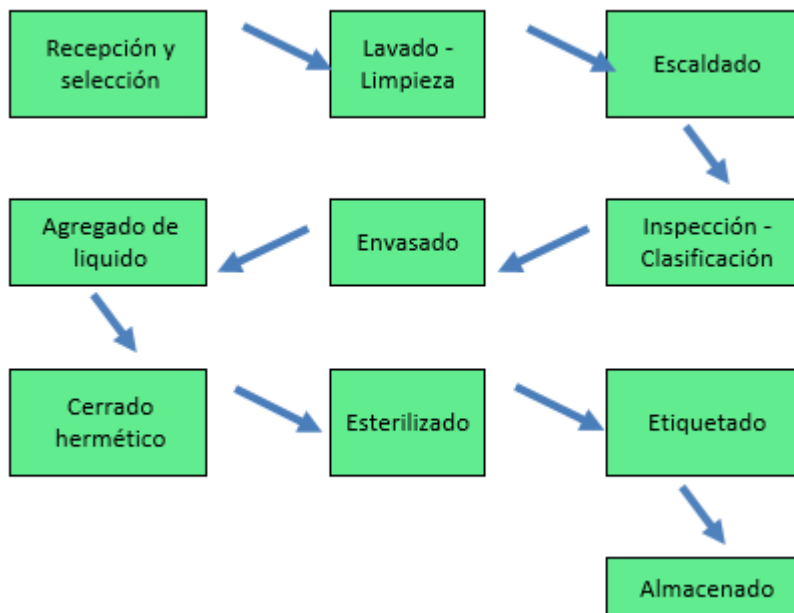 Recepción y
selección
Lavado -
Limpieza
Escaldado
Agregado de
liquido
Envasado
Inspección -
Clasificación
Cerrado
hermético
Esterilizado
Etiquetado
Almacenado